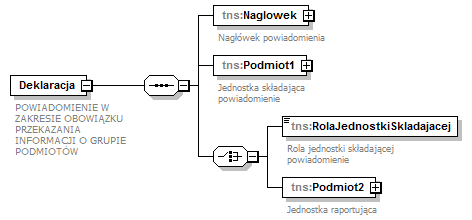 tns:Naglowek
Nagłówek powiadomienia
tns:Podmiot1
Jednostka składająca
powiadomienie
Deklaracja
POWIADOMIENIE W
ZAKRESIE OBOWIĄZKU
PRZEKAZANIA
INFORMACJI O GRUPIE
PODMIOTÓW
tns:RolaJednostkiSkladajacej
Rola jednostki składającej
powiadomienie
tns:Podmiot2
Jednostka raportująca